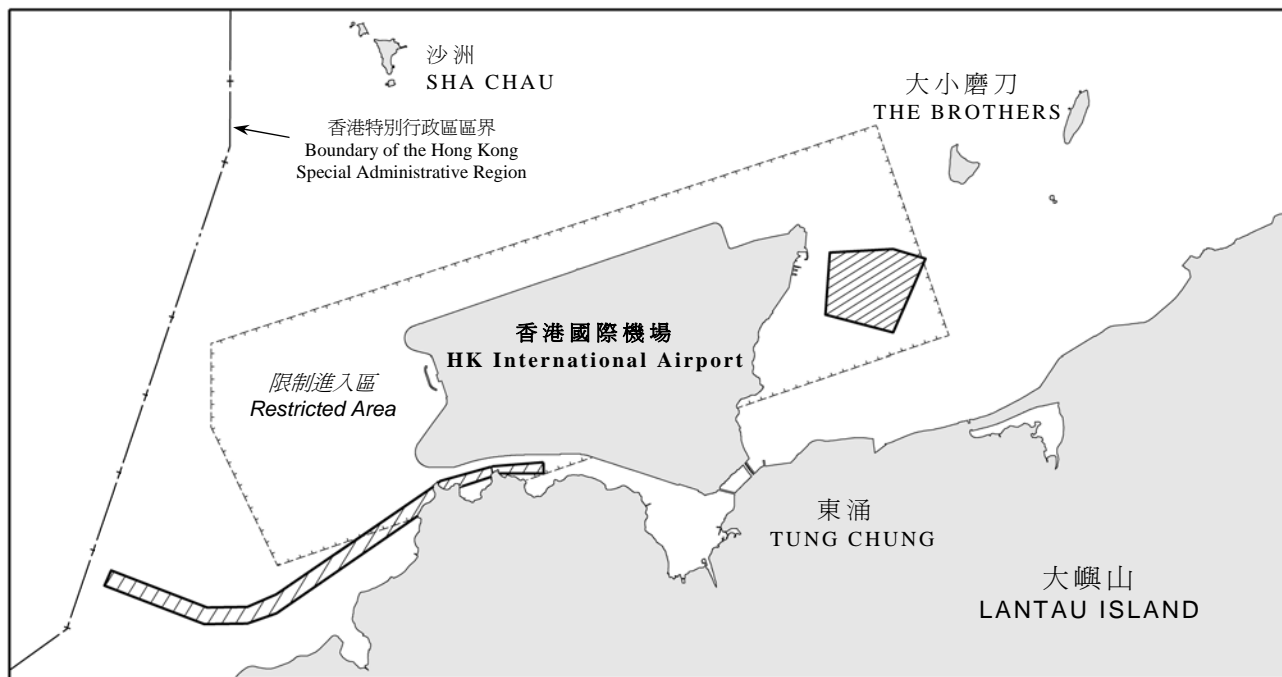 沙洲
SHA CHAU
大小磨刀
THE BROTHERS
香港特別行政區區界
Boundary of the Hong Kong
Special Administrative Region
香港國際機場
HK International Airport
限制進入區
Restricted Area
東涌
TUNG CHUNG
大嶼山
LANTAU ISLAND